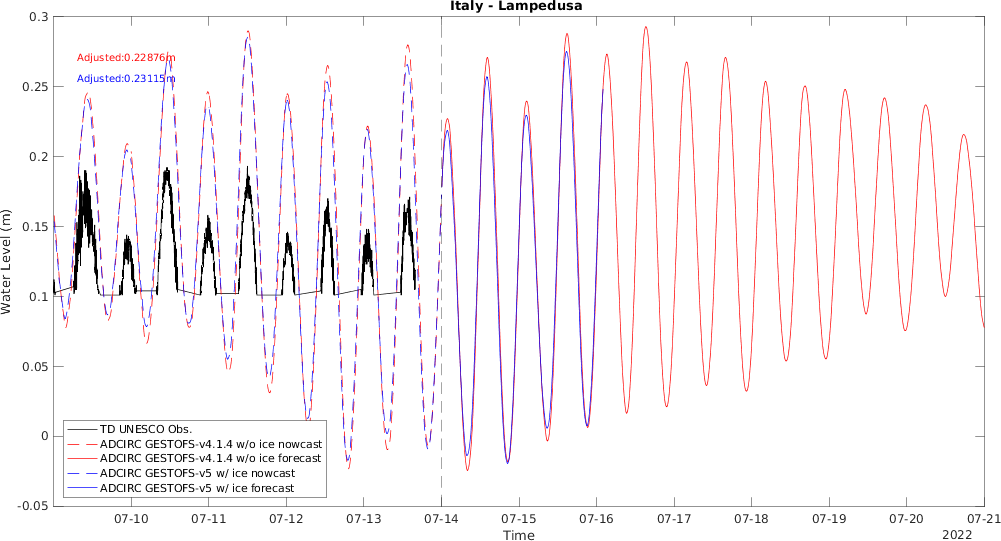 Italy - Lampedusa
0.3
0.25
0.2
0.15
0.1
0.05
0
-0.05
Water Level (m)
Adjusted:0.22876m
Adjusted:0.23115m
TD UNESCO Obs.
ADCIRC GESTOFS-v4.1.4 w/o ice nowcast
ADCIRC GESTOFS-v4.1.4 w/o ice forecast
ADCIRC GESTOFS-v5 w/ ice nowcast
ADCIRC GESTOFS-v5 w/ ice forecast
07-10 07-11 07-12 07-13 07-14 07-15 07-16 07-17 07-18 07-19 07-20 07-21
Time
2022